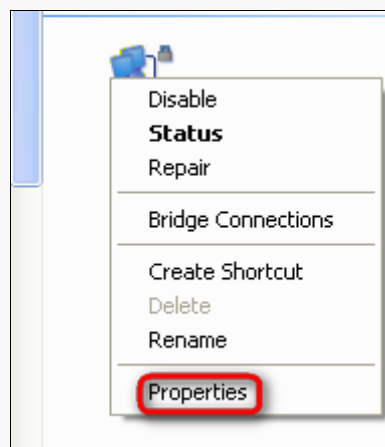 Disable
Status
Repair
Bridge Connections
Create Shortcut
Delete
Rename
Properties